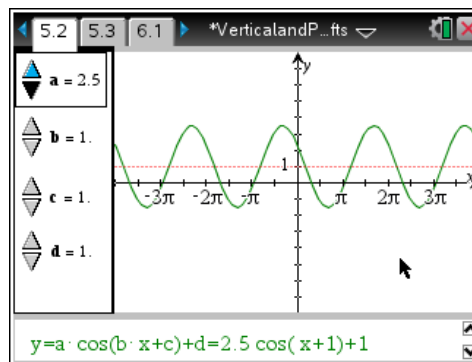 5.2 5.3 6.1 *VerticalandP...fts
a = 2.5
b = 1.
c = 1.
d = 1.
y
1
x
-3π -2π -π π 2π 3π
y=a· cos(b· x+c)+d=2.5 cos( x+1)+1